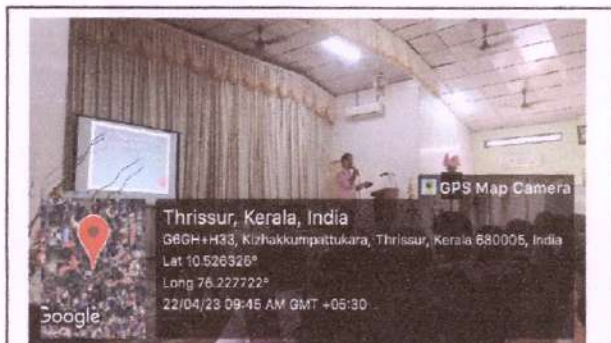 GPS Map Camera
Thrissur, Kerala, India
G6GH+H33, Kizhakkumpattukara, Thrissur, Kerala 680005, India
Lat 10.526326°
Long 76.227722°
22/04/23 09:45 AM GMT +05:30
Google